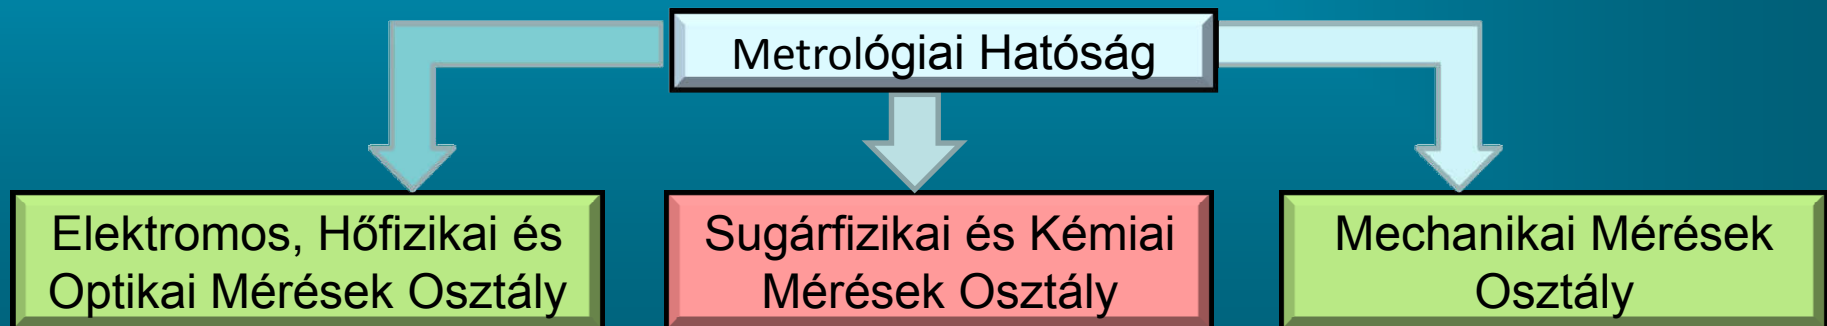 Metrológiai Hatóság
Elektromos, Hőfizikai és
Optikai Mérések Osztály
Sugárfizikai és Kémiai
Mérések Osztály
Mechanikai Mérések
Osztály